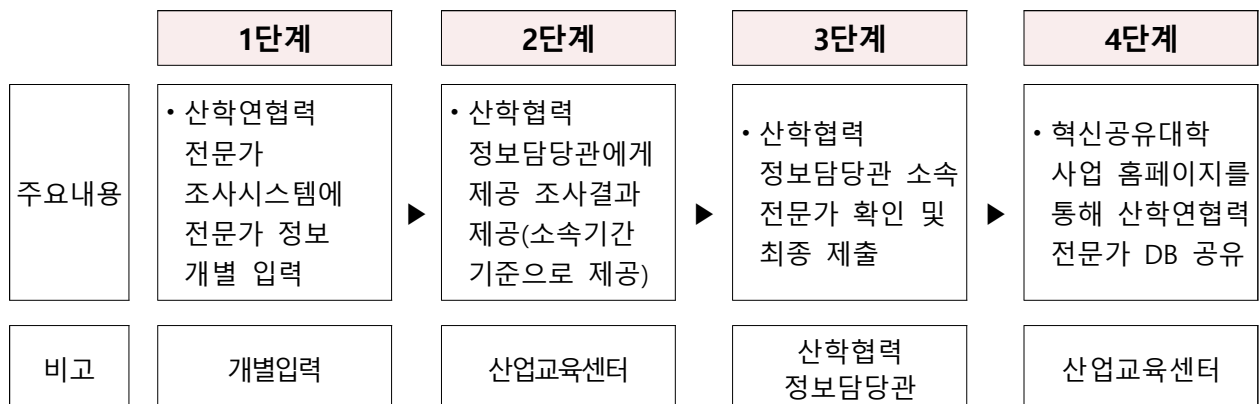 1단계
2단계
3단계
4단계
주요내용
• 산학연협력
전문가
조사시스템에
전문가 정보
개별 입력
▶
• 산학협력
정보담당관에게
제공 조사결과
제공(소속기간
기준으로 제공)
▶
• 산학협력
정보담당관 소속
전문가 확인 및
최종 제출
▶
• 혁신공유대학
사업 홈페이지를
통해 산학연협력
전문가 DB 공유
비고
개별입력
산업교육센터
산학협력
정보담당관
산업교육센터